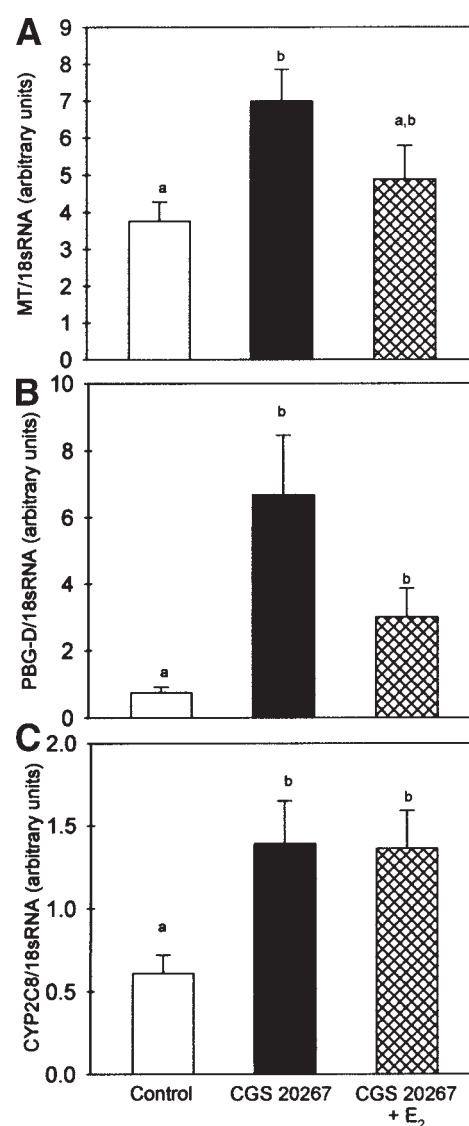 A
MT/18sRNA (arbitrary units)
9
8
7
6
5
4
3
2
1
0
a
b
a,b
B
PBG-D/18sRNA (arbitrary units)
10
8
6
4
2
0
a
b
b
C
CYP2C8/18sRNA (arbitrary units)
2.0
1.5
1.0
0.5
0.0
a
b
b
Control
CGS 20267
CGS 20267
+ E₂